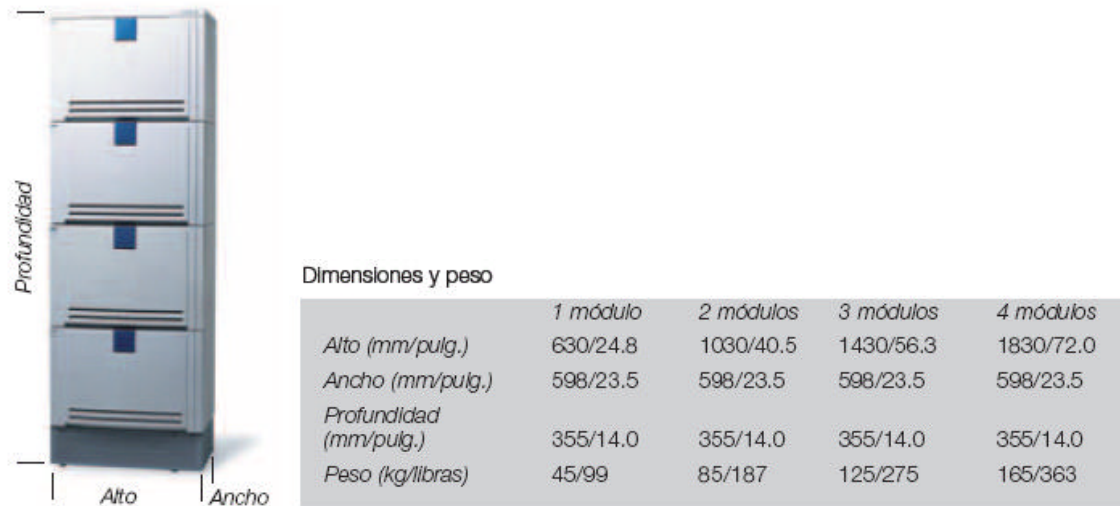 Profundidad
Alto
Ancho
Dimensiones y peso
1 módulo 2 módulos 3 módulos 4 módulos
Alto (mm/pulg.) 630/24.8 1030/40.5 1430/56.3 1830/72.0
Ancho (mm/pulg.) 598/23.5 598/23.5 598/23.5 598/23.5
Profundidad
(mm/pulg.) 355/14.0 355/14.0 355/14.0 355/14.0
Peso (kg/libras) 45/99 85/187 125/275 165/363